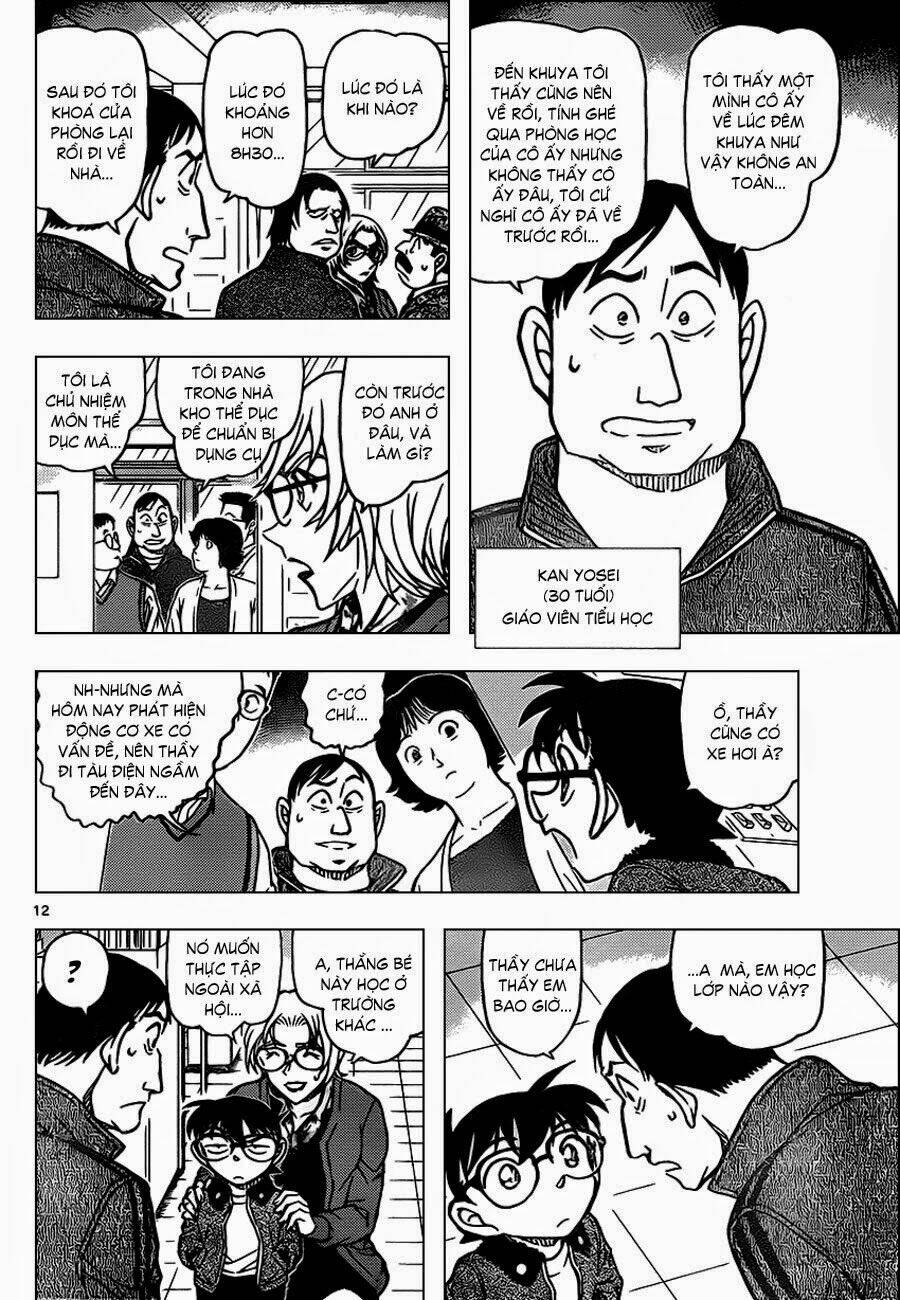 TÔI THẤY MỘT
MÌNH CÔ ẤY
VỀ LÚC ĐÊM
KHUYA NHƯ
VẬY KHÔNG AN
TOÀN...
ĐẾN KHUYA TÔI
THẤY CŨNG NÊN
VỀ RỒI, TÍNH GHÉ
QUA PHÒNG HỌC
CỦA CÔ ẤY NHƯNG
KHÔNG THẤY CÔ
ẤY ĐÂU, TÔI CỨ
NGHĨ CÔ ẤY ĐÃ VỀ
TRƯỚC RỒI...
KAN YOSEI
(30 TUỔI)
GIÁO VIÊN TIỂU HỌC
LÚC ĐÓ LÀ
KHI NÀO?
LÚC ĐÓ
KHOẢNG
HƠN
8H30...
SAU ĐÓ TÔI
KHOÁ CỬA
PHÒNG LẠI
RỒI ĐI VỀ
NHÀ...
CÒN TRƯỚC
ĐÓ ANH Ở
ĐÂU, VÀ
LÀM GÌ?
TÔI ĐANG
TRONG NHÀ
KHO THỂ DỤC
ĐỂ CHUẨN BỊ
DỤNG CỤ
TÔI LÀ
CHỦ NHIỆM
MÔN THỂ
DỤC MÀ...
Ồ, THẦY
CŨNG CÓ
XE HƠI À?
C-CÓ
CHỨ...
NH-NHƯNG MÀ
HÔM NAY PHÁT HIỆN
ĐỘNG CƠ XE CÓ
VẤN ĐỀ, NÊN THẦY
ĐI TÀU ĐIỆN NGẦM
ĐẾN ĐÂY...
12
...A MÀ, EM HỌC
LỚP NÀO VẬY?
THẦY CHƯA
THẤY EM
BAO GIỜ...
A, THẰNG BÉ
NÀY HỌC Ở
TRƯỜNG
KHÁC ...
NÓ MUỐN
THỰC TẬP
NGOÀI XÃ
HỘI...
?